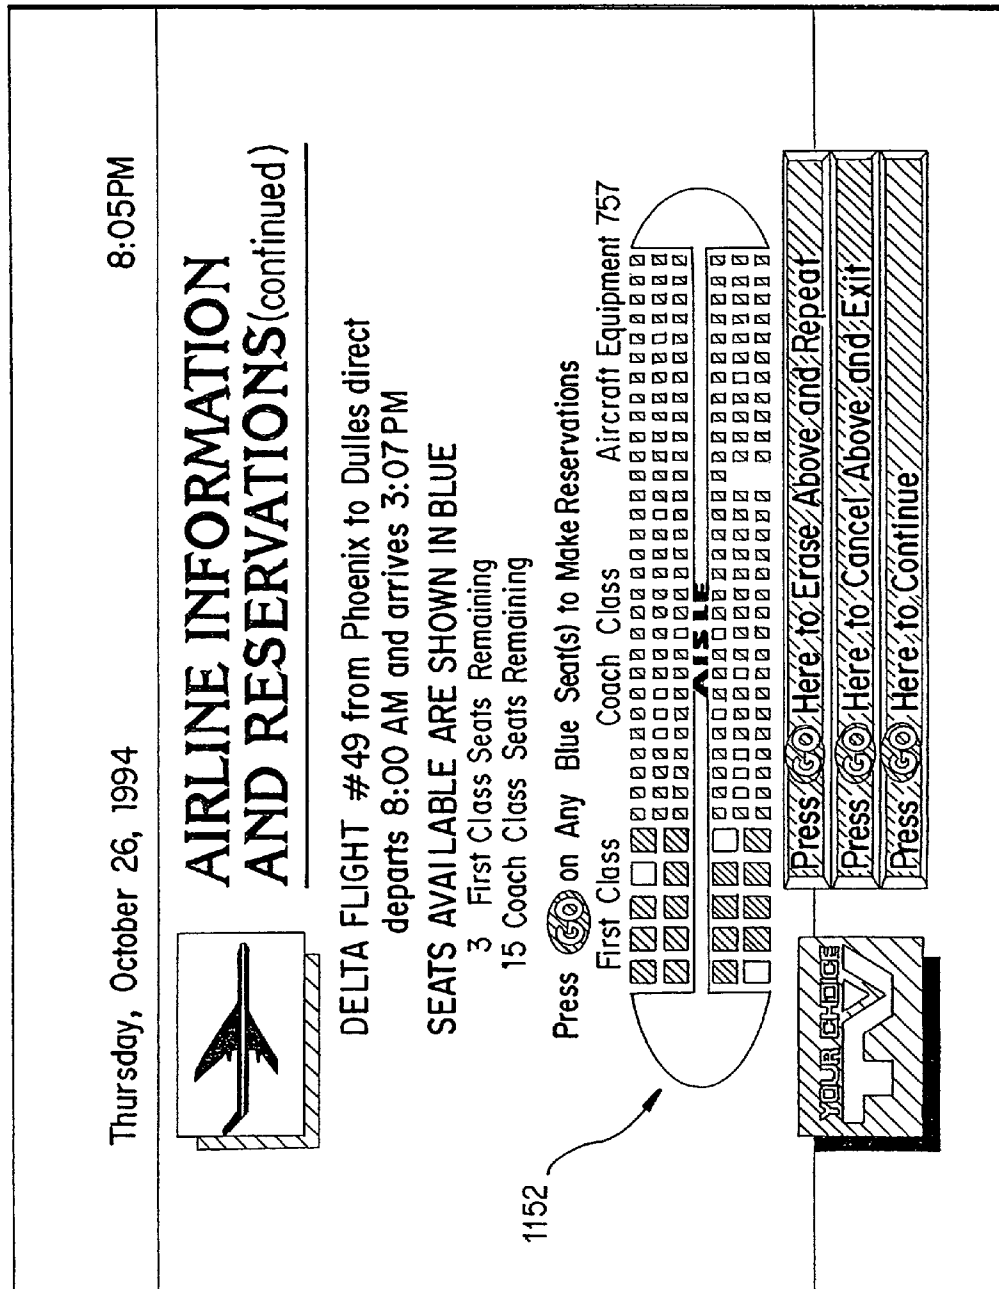 Thursday, October 26, 1994 8:05PM
AIRLINE INFORMATION
AND RESERVATIONS (continued)
DELTA FLIGHT #49 from Phoenix to Dulles direct
departs 8:00 AM and arrives 3:07PM
SEATS AVAILABLE ARE SHOWN IN BLUE
3 First Class Seats Remaining
15 Coach Class Seats Remaining
Press GO on Any Blue Seat(s) to Make Reservations
First Class Coach Class Aircraft Equipment 757
AISLE
1152
Press GO Here to Erase Above and Repeat
Press GO Here to Cancel Above and Exit
Press GO Here to Continue
YOUR CHOICE
TV